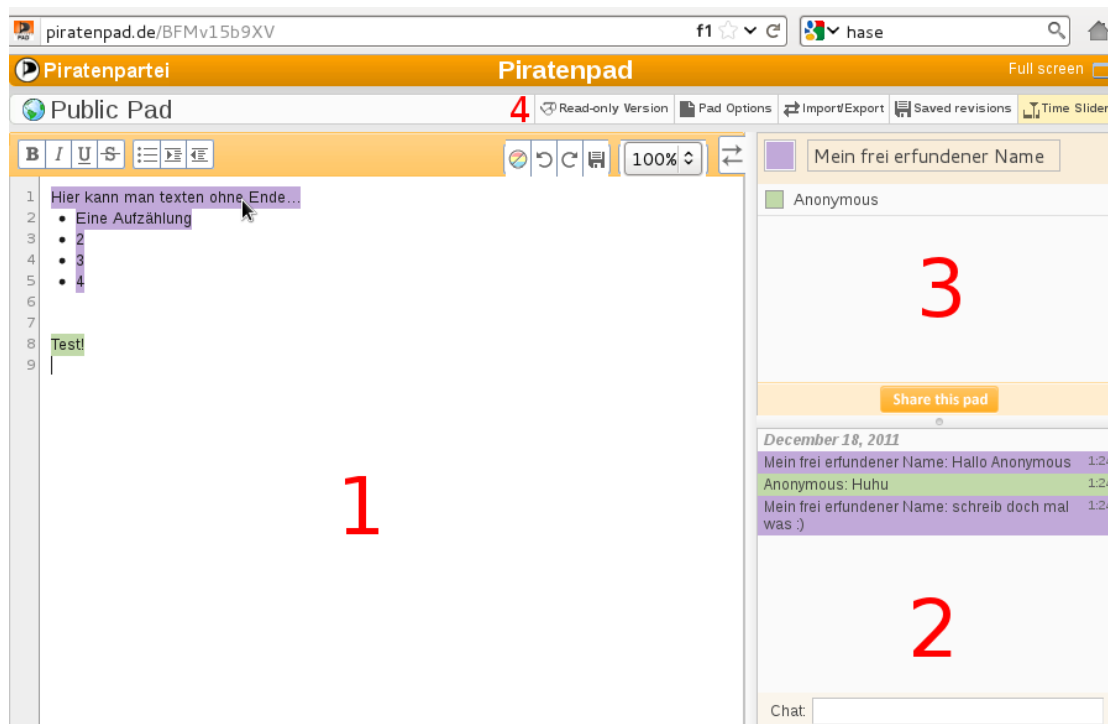 piratenpad.de/BFMv15b9XV f1 hase
Piratenpartei Piratenpad Full screen
Public Pad 4 Read-only Version Pad Options Import/Export Saved revisions Time Slider
B I U S 100% Mein frei erfundener Name
1 Hier kann man texten ohne Ende...
2 • Eine Aufzählung
3 • 2
4 • 3
5 • 4
6
7
8 Test!
9
1
Anonymous
3
Share this pad
December 18, 2011
Mein frei erfundener Name: Hallo Anonymous
Anonymous: Huhu
Mein frei erfundener Name: schreib doch mal
was :)
2
Chat: